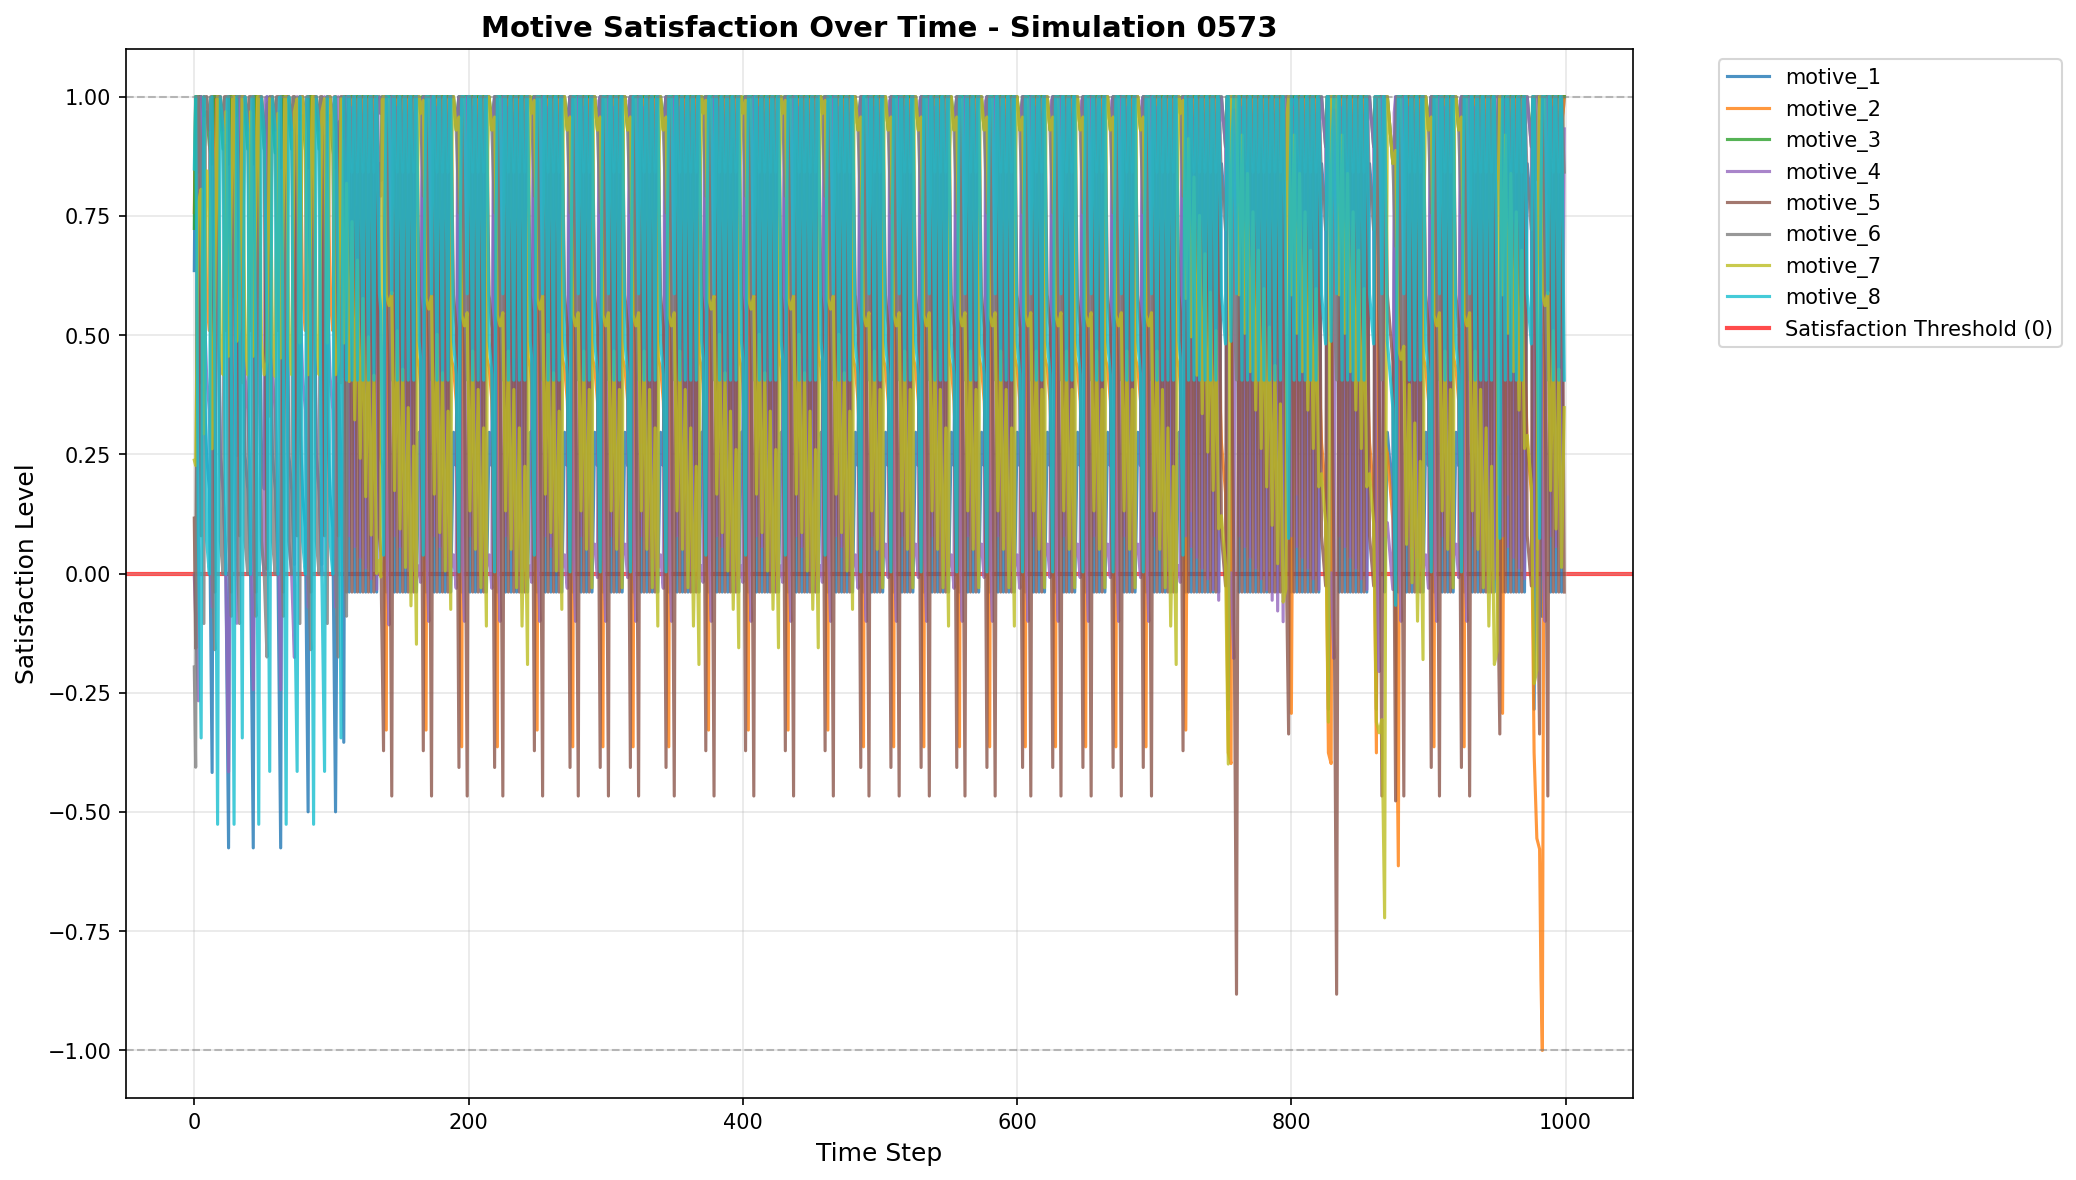 Motive Satisfaction Over Time - Simulation 0573
1.00
0.75
0.50
0.25
0.00
−0.25
−0.50
−0.75
−1.00
Satisfaction Level
0
200
400
600
800
1000
Time Step
motive_1
motive_2
motive_3
motive_4
motive_5
motive_6
motive_7
motive_8
Satisfaction Threshold (0)